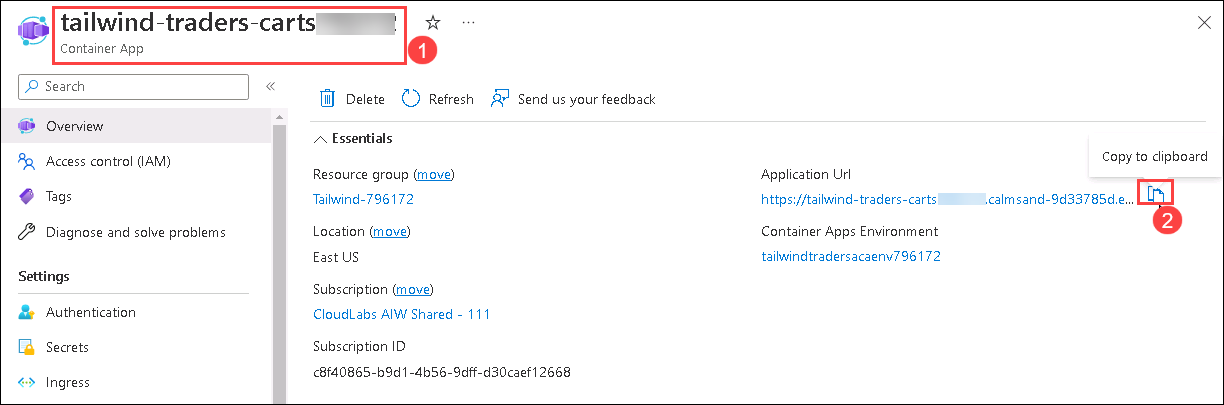 tailwind-traders-carts
Container App
1
Search
Delete Refresh Send us your feedback
Overview
Access control (IAM)
Tags
Diagnose and solve problems
Settings
Authentication
Secrets
Ingress
Essentials
Resource group (move)
Tailwind-796172
Location (move)
East US
Subscription (move)
CloudLabs AIW Shared - 111
Subscription ID
c8f40865-b9d1-4b56-9dff-d30caef12668
Copy to clipboard
Application Url
https://tailwind-traders-carts .calmsand-9d33785d.e...
2
Container Apps Environment
tailwindtradersacaenv796172